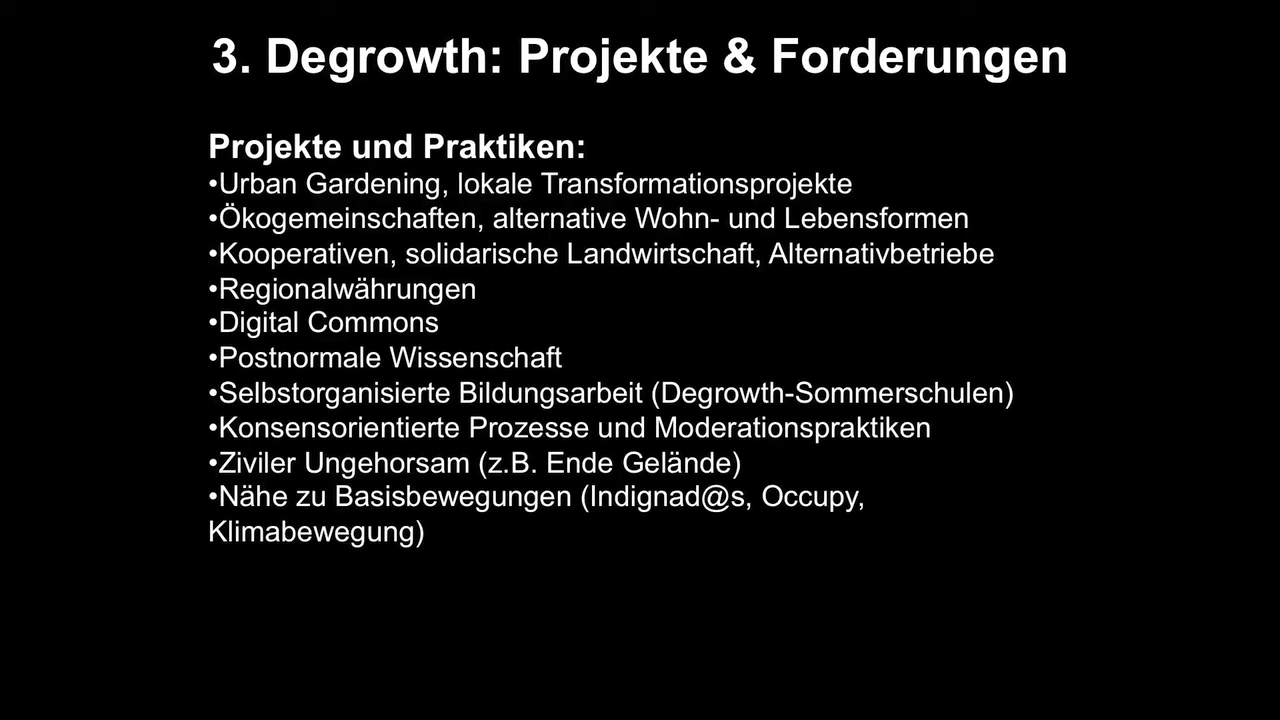 3. Degrowth: Projekte & Forderungen
Projekte und Praktiken:
•Urban Gardening, lokale Transformationsprojekte
•Ökogemeinschaften, alternative Wohn- und Lebensformen
•Kooperativen, solidarische Landwirtschaft, Alternativbetriebe
•Regionalwährungen
•Digital Commons
•Postnormale Wissenschaft
•Selbstorganisierte Bildungsarbeit (Degrowth-Sommerschulen)
•Konsensorientierte Prozesse und Moderationspraktiken
•Ziviler Ungehorsam (z.B. Ende Gelände)
•Nähe zu Basisbewegungen (Indignad@s, Occupy,
Klimabewegung)